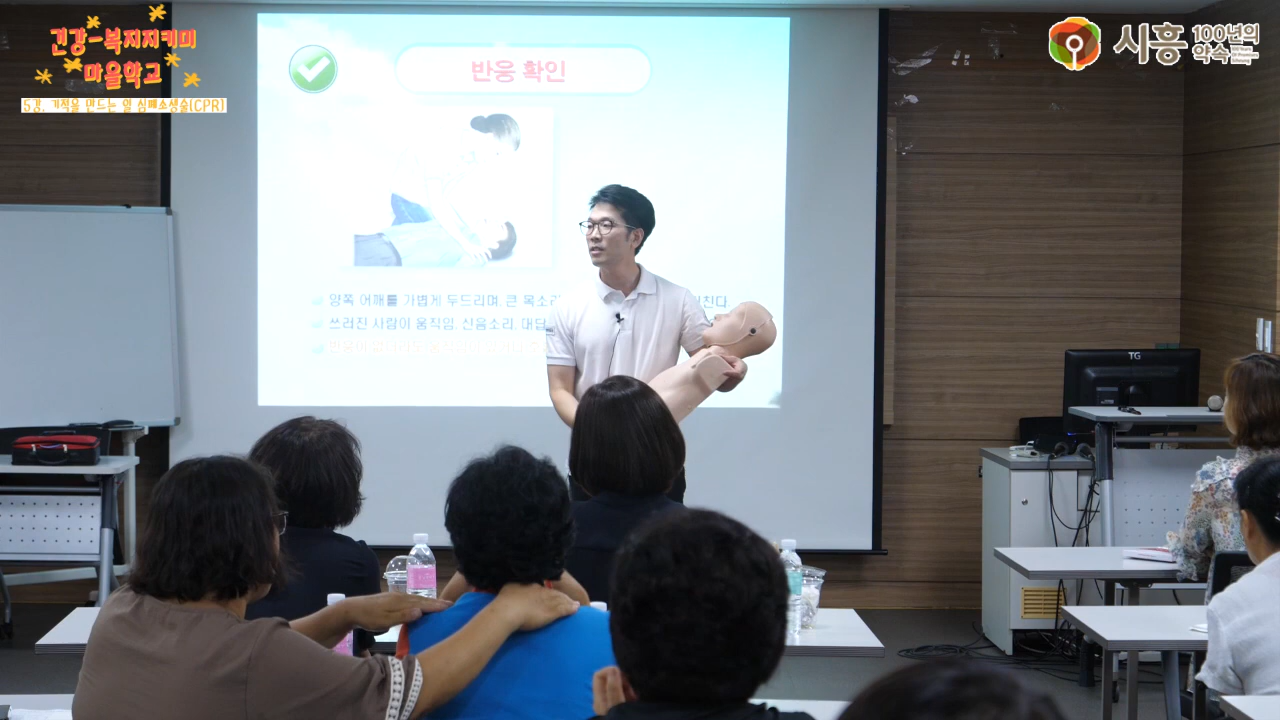 건강-복지지키미
마을학교
5강. 기적을 만드는 일 심폐소생술(CPR)
시흥 100년의
약속
반응 확인
양쪽 어깨를 가볍게 두드리며, 큰 목소리
친다.
쓰러진 사람이 움직임, 신음소리, 대답
TG